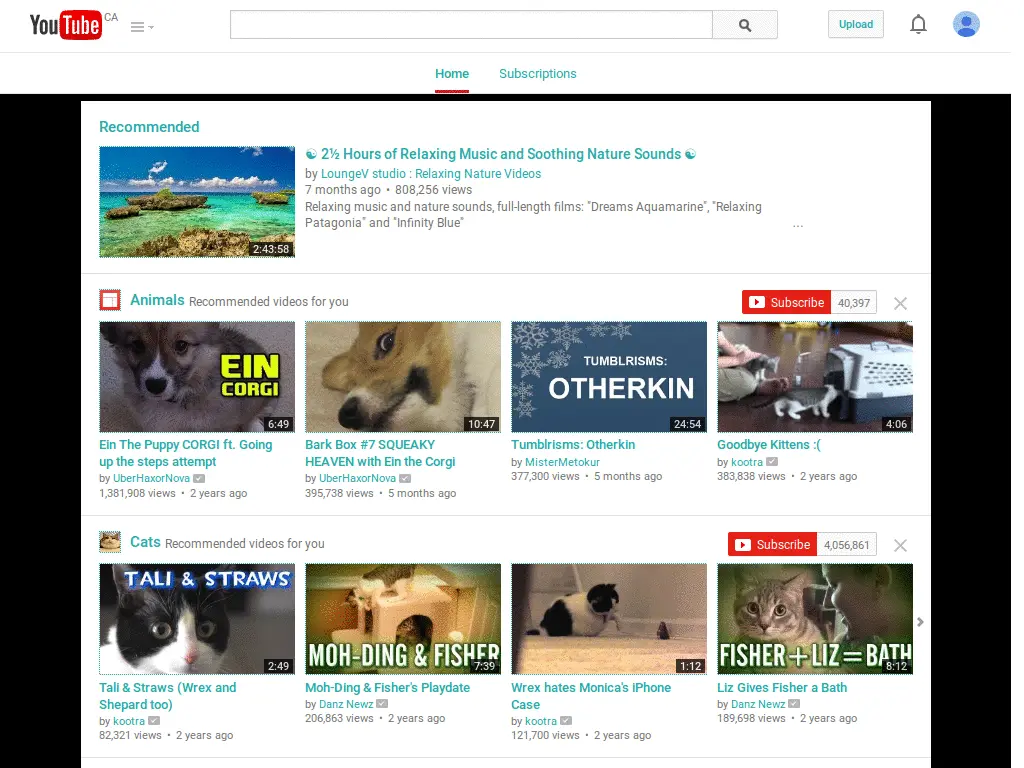 YouTube CA
Upload
Home Subscriptions
Recommended
☯ 2½ Hours of Relaxing Music and Soothing Nature Sounds ☯
by LoungeV studio : Relaxing Nature Videos
7 months ago • 808,256 views
Relaxing music and nature sounds, full-length films: "Dreams Aquamarine", "Relaxing
Patagonia" and "Infinity Blue" ...
2:43:58
Animals Recommended videos for you
Subscribe 40,397
EIN
CORGI
6:49
10:47
TUMBLRISMS:
OTHERKIN
24:54
4:06
Ein The Puppy CORGI ft. Going
up the steps attempt
by UberHaxorNova
1,381,908 views • 2 years ago
Bark Box #7 SQUEAKY
HEAVEN with Ein the Corgi
by UberHaxorNova
395,738 views • 5 months ago
Tumblrisms: Otherkin
by MisterMetokur
377,300 views • 5 months ago
Goodbye Kittens :(
by kootra
383,838 views • 2 years ago
Cats Recommended videos for you
Subscribe 4,056,861
TALI & STRAWS
2:49
MOH-DING & FISHER
7:39
1:12
FISHER+LIZ=BATH
8:12
Tali & Straws (Wrex and
Shepard too)
by kootra
82,321 views • 2 years ago
Moh-Ding & Fisher's Playdate
by Danz Newz
206,863 views • 2 years ago
Wrex hates Monica's iPhone
Case
by kootra
121,700 views • 2 years ago
Liz Gives Fisher a Bath
by Danz Newz
189,698 views • 2 years ago